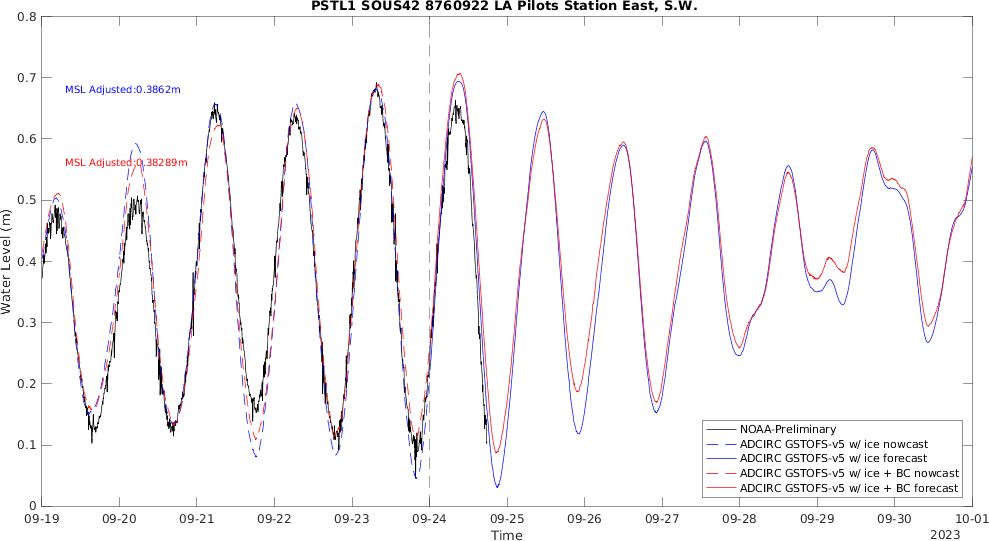 PSTL1 SOUS42 8760922 LA Pilots Station East, S.W.
0.8
0.7
0.6
0.5
0.4
0.3
0.2
0.1
0
Water Level (m)
MSL Adjusted:0.3862m
MSL Adjusted:0.38289m
NOAA-Preliminary
ADCIRC GSTOFS-v5 w/ ice nowcast
ADCIRC GSTOFS-v5 w/ ice forecast
ADCIRC GSTOFS-v5 w/ ice + BC nowcast
ADCIRC GSTOFS-v5 w/ ice + BC forecast
09-19 09-20 09-21 09-22 09-23 09-24 09-25 09-26 09-27 09-28 09-29 09-30 10-01
Time
2023